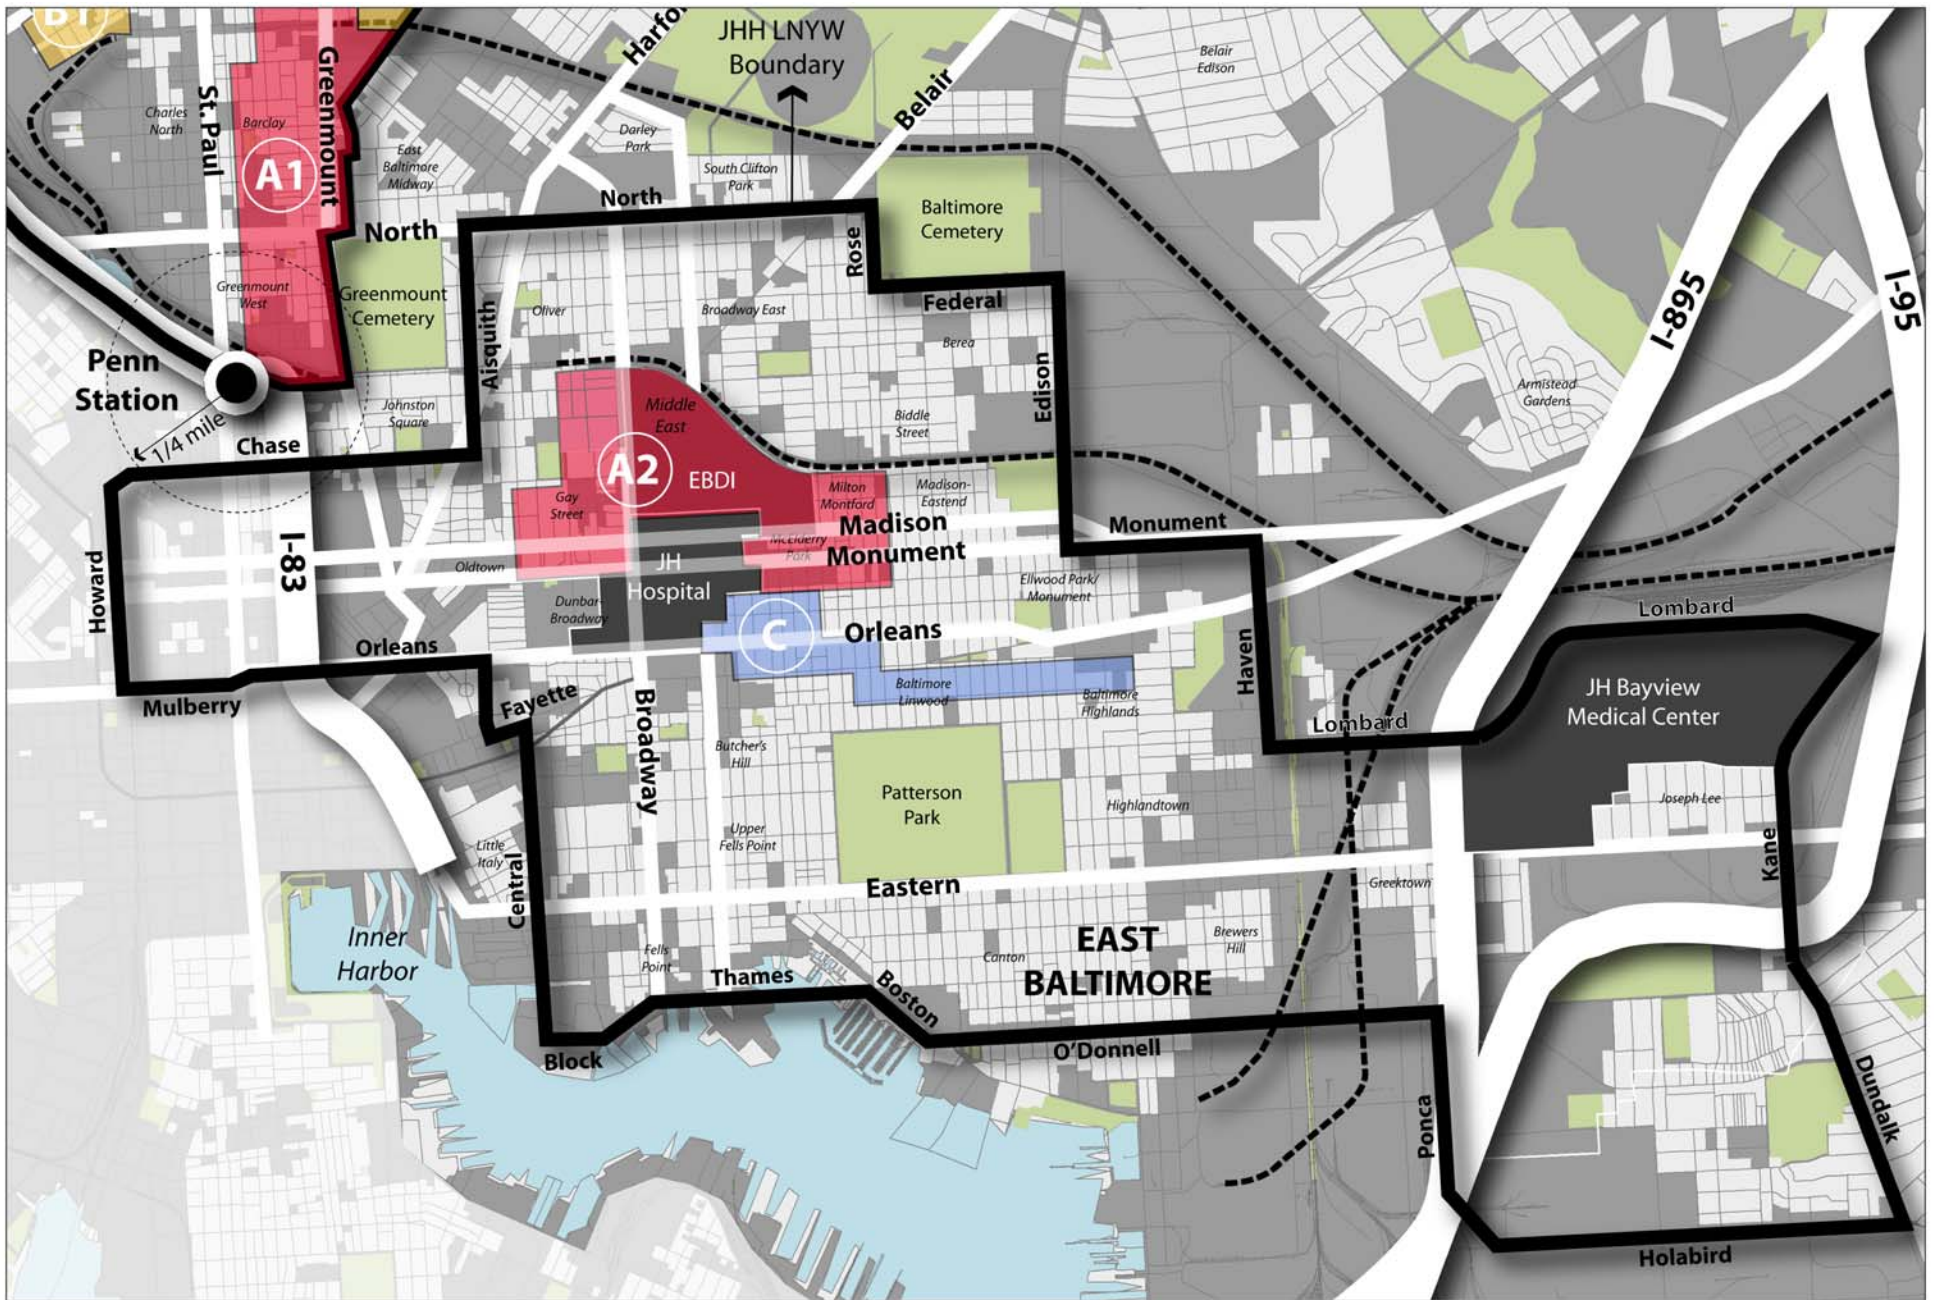 B1
JHH LNYW
Boundary
Belair
Edison
St. Paul
Greenmount
Belair
Charles
North
Barclay
A1
East
Baltimore
Midway
Darley
Park
South Clifton
Park
North
North
Rose
Baltimore
Cemetery
Greenmount
West
Greenmount
Cemetery
Aisquith
Oliver
Broadway East
Federal
Berea
I-895
I-95
Penn
Station
1/4 mile
Chase
Johnston
Square
Middle
East
Biddle
Street
Edison
Armistead
Gardens
A2
EBDI
Gay
Street
Milton
Montford
Madison-
Eastend
Madison
Monument
Monument
McElderry
Park
Howard
I-83
Oldtown
JH
Hospital
Dunbar-
Broadway
Ellwood Park/
Monument
Lombard
Orleans
C
Orleans
Haven
Mulberry
Fayette
Broadway
Baltimore
Linwood
Baltimore
Highlands
Lombard
JH Bayview
Medical Center
Butcher's
Hill
Patterson
Park
Highlandtown
Joseph Lee
Upper
Fells Point
Little
Italy
Central
Kane
Eastern
Greektown
Inner
Harbor
Fells
Point
Thames
Boston
Canton
EAST
BALTIMORE
Brewers
Hill
Block
O'Donnell
Ponca
Dundalk
Holabird